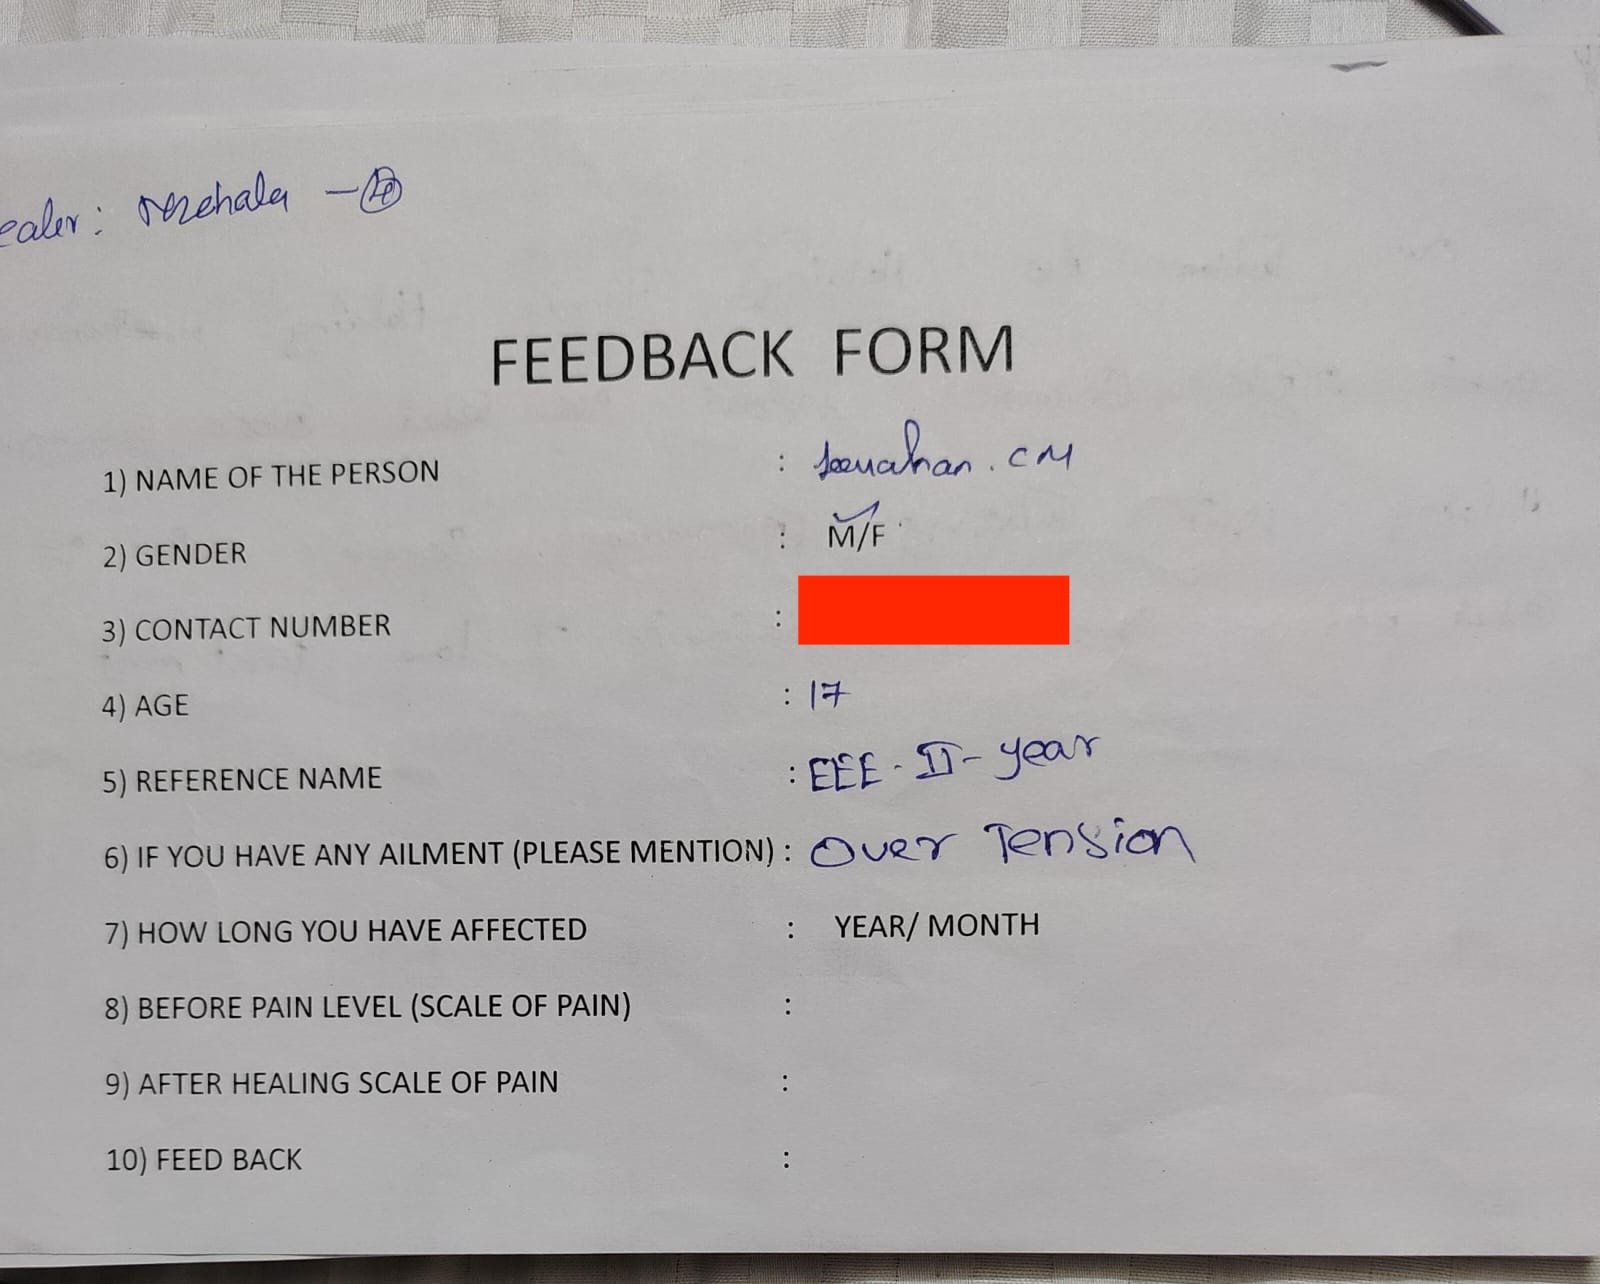 ealer: Mehala - 
FEEDBACK FORM
1) NAME OF THE PERSON : CM
2) GENDER : M/F
3) CONTACT NUMBER :
4) AGE : 17
5) REFERENCE NAME : EEE - II - year
6) IF YOU HAVE ANY AILMENT (PLEASE MENTION) : Over Tension
7) HOW LONG YOU HAVE AFFECTED : YEAR/ MONTH
8) BEFORE PAIN LEVEL (SCALE OF PAIN) :
9) AFTER HEALING SCALE OF PAIN :
10) FEED BACK :